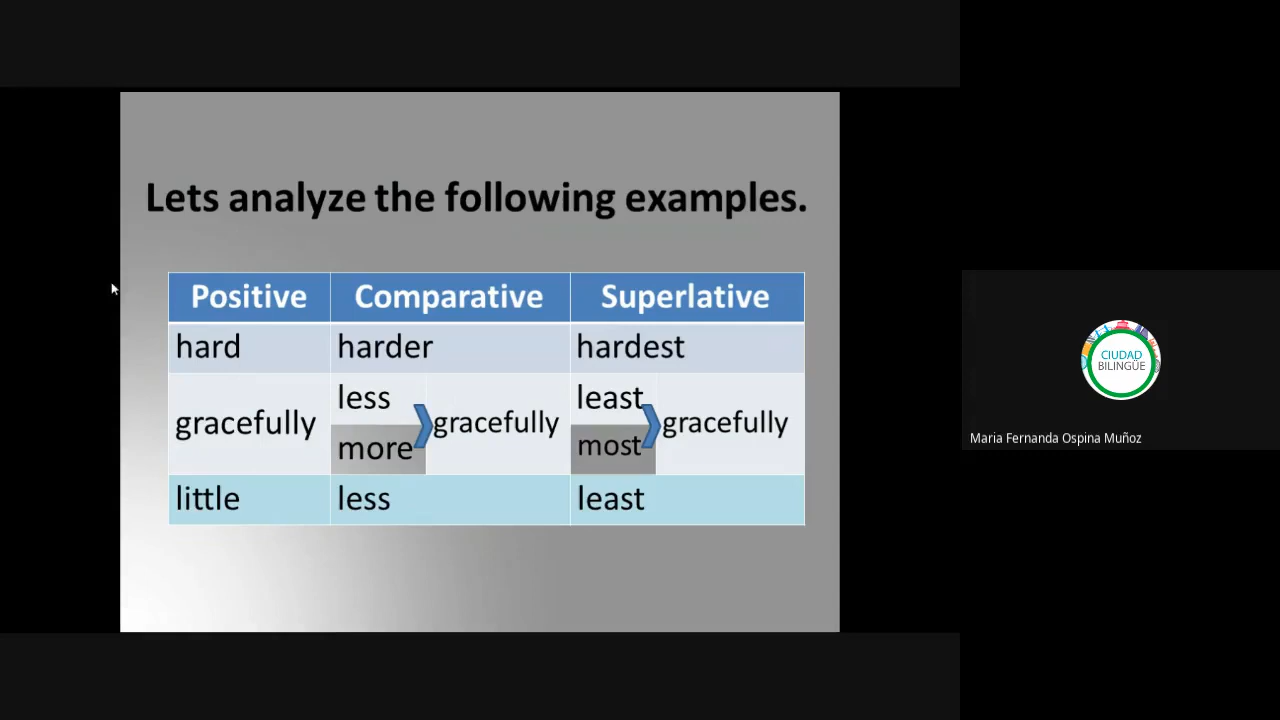 Lets analyze the following examples.
Positive Comparative Superlative
hard harder hardest
gracefully less more gracefully least most gracefully
little less least
CIUDAD
BILINGÜE
Maria Fernanda Ospina Muñoz